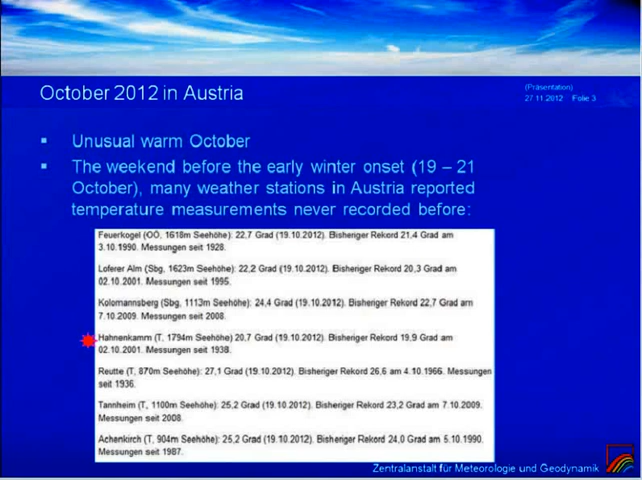 October 2012 in Austria
(Präsentation)
27.11.2012 Folie 3
Unusual warm October
The weekend before the early winter onset (19 – 21
October), many weather stations in Austria reported
temperature measurements never recorded before:
Feuerkogel (OÖ, 1618m Seehöhe): 22,7 Grad (19.10.2012). Bisheriger Rekord 21,4 Grad am
3.10.1990. Messungen seit 1928.
Loferer Alm (Sbg, 1623m Seehöhe): 22,2 Grad (19.10.2012). Bisheriger Rekord 20,3 Grad am
02.10.2001. Messungen seit 1995.
Kolomannsberg (Sbg, 1113m Seehöhe): 24,4 Grad (19.10.2012). Bisheriger Rekord 22,7 Grad am
7.10.2009. Messungen seit 2008.
Hahnenkamm (T, 1794m Seehöhe) 20,7 Grad (19.10.2012). Bisheriger Rekord 19,9 Grad am
02.10.2001. Messungen seit 1938.
Reutte (T, 870m Seehöhe): 27,1 Grad (19.10.2012). Bisheriger Rekord 26,6 am 4.10.1966. Messungen
seit 1936.
Tannheim (T, 1100m Seehöhe): 25,2 Grad (19.10.2012). Bisheriger Rekord 23,2 Grad am 7.10.2009.
Messungen seit 2008.
Achenkirch (T, 904m Seehöhe): 25,2 Grad (19.10.2012). Bisheriger Rekord 24,0 Grad am 5.10.1990.
Messungen seit 1987.
Zentralanstalt für Meteorologie und Geodynamik